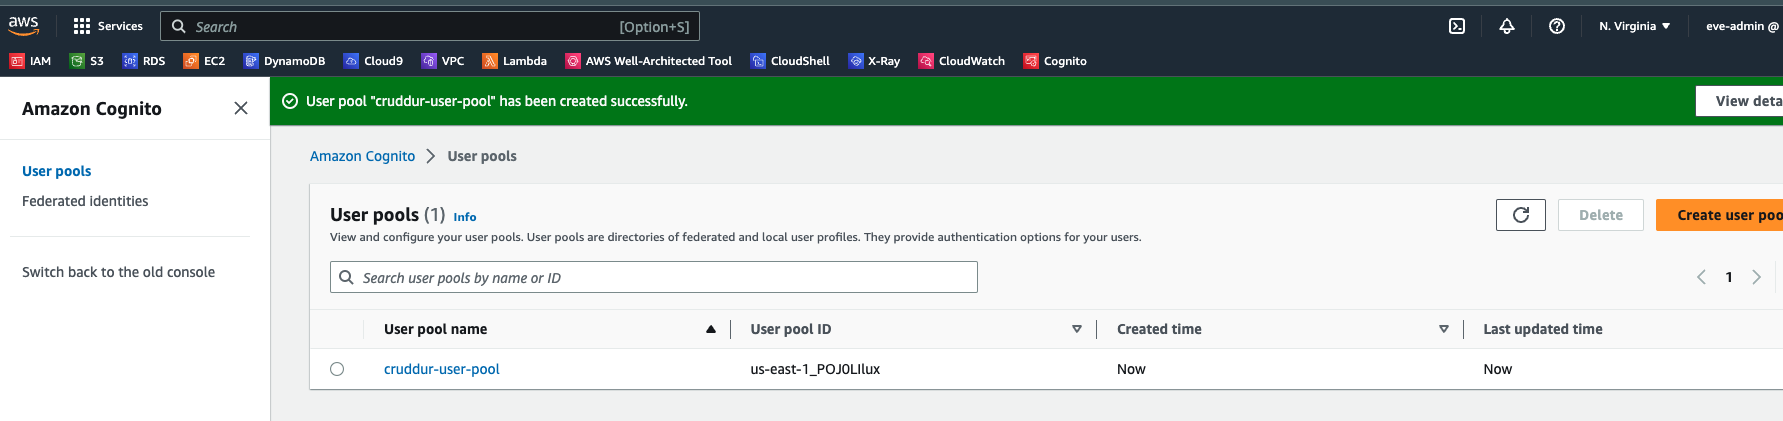 aws Services Search [Option+S] N. Virginia eve-admin @
IAM S3 RDS EC2 DynamoDB Cloud9 VPC Lambda AWS Well-Architected Tool CloudShell X-Ray CloudWatch Cognito
Amazon Cognito
User pool "cruddur-user-pool" has been created successfully. View deta
Amazon Cognito User pools
User pools
Federated identities
Switch back to the old console
User pools (1) Info
Delete Create user poo
View and configure your user pools. User pools are directories of federated and local user profiles. They provide authentication options for your users.
Search user pools by name or ID
1
User pool name User pool ID Created time Last updated time
cruddur-user-pool us-east-1_POJ0LIlux Now Now